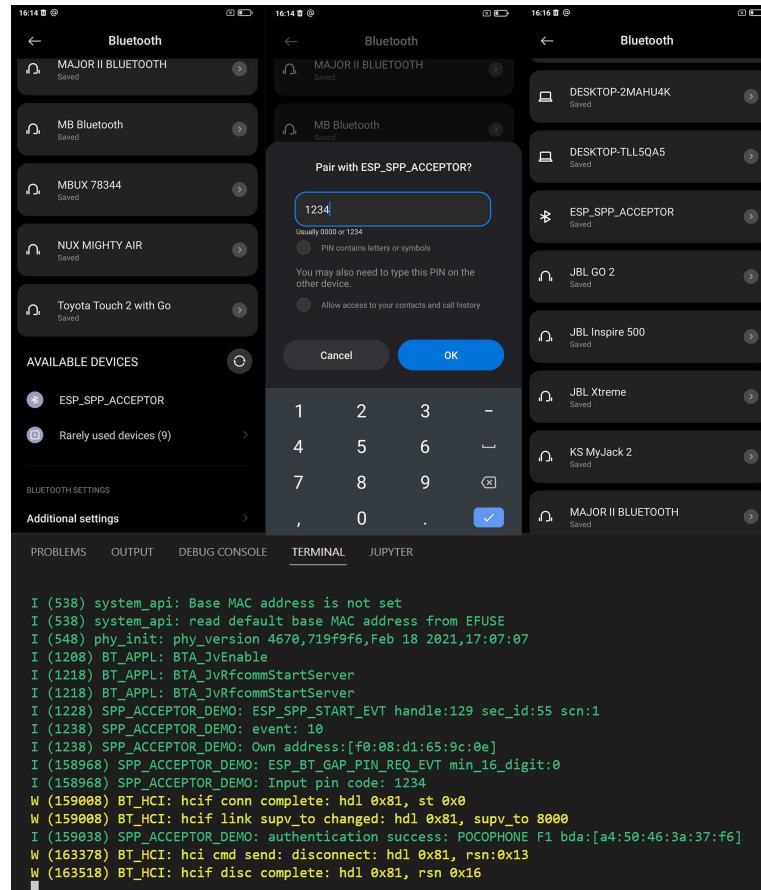 16:14
Bluetooth
MAJOR II BLUETOOTH
Saved
MB Bluetooth
Saved
MBUX 78344
Saved
NUX MIGHTY AIR
Saved
Toyota Touch 2 with Go
Saved
AVAILABLE DEVICES
ESP_SPP_ACCEPTOR
Rarely used devices (9)
BLUETOOTH SETTINGS
Additional settings
16:14
Bluetooth
MAJOR II BLUETOOTH
Saved
MB Bluetooth
Saved
Pair with ESP_SPP_ACCEPTOR?
1234
Usually 0000 or 1234
PIN contains letters or symbols
You may also need to type this PIN on the
other device.
Allow access to your contacts and call history
Cancel OK
1 2 3 -
4 5 6
7 8 9
, 0 .
16:16
Bluetooth
Saved
DESKTOP-2MAHU4K
Saved
DESKTOP-TLL5QA5
Saved
ESP_SPP_ACCEPTOR
Saved
JBL GO 2
Saved
JBL Inspire 500
Saved
JBL Xtreme
Saved
KS MyJack 2
Saved
MAJOR II BLUETOOTH
Saved
PROBLEMS OUTPUT DEBUG CONSOLE TERMINAL JUPYTER
I (538) system_api: Base MAC address is not set
I (538) system_api: read default base MAC address from EFUSE
I (548) phy_init: phy_version 4670,719f9f6,Feb 18 2021,17:07:07
I (1208) BT_APPL: BTA_JvEnable
I (1218) BT_APPL: BTA_JvRfcommStartServer
I (1218) BT_APPL: BTA_JvRfcommStartServer
I (1228) SPP_ACCEPTOR_DEMO: ESP_SPP_START_EVT handle:129 sec_id:55 scn:1
I (1238) SPP_ACCEPTOR_DEMO: event: 10
I (1238) SPP_ACCEPTOR_DEMO: Own address:[f0:08:d1:65:9c:0e]
I (158968) SPP_ACCEPTOR_DEMO: ESP_BT_GAP_PIN_REQ_EVT min_16_digit:0
I (158968) SPP_ACCEPTOR_DEMO: Input pin code: 1234
W (159008) BT_HCI: hcif conn complete: hdl 0x81, st 0x0
W (159008) BT_HCI: hcif link supv_to changed: hdl 0x81, supv_to 8000
I (159038) SPP_ACCEPTOR_DEMO: authentication success: POCOPHONE F1 bda:[a4:50:46:3a:37:f6]
W (163378) BT_HCI: hci cmd send: disconnect: hdl 0x81, rsn:0x13
W (163518) BT_HCI: hcif disc complete: hdl 0x81, rsn 0x16